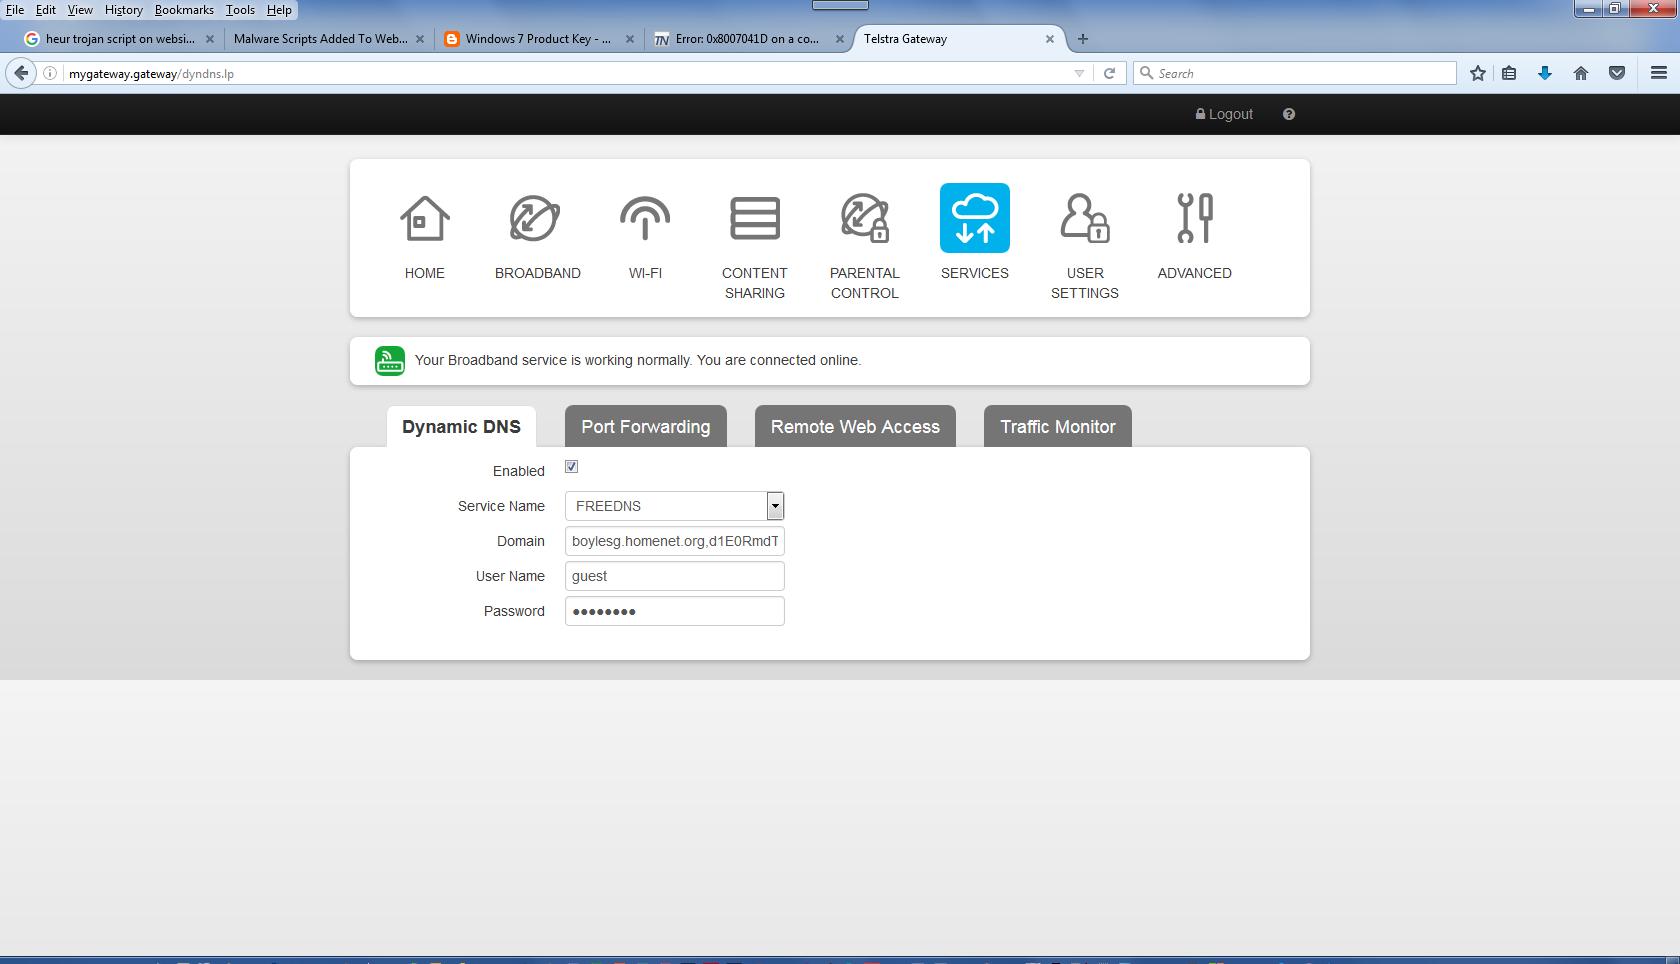 File Edit View History Bookmarks Tools Help
heur trojan script on websi... Malware Scripts Added To Web... Windows 7 Product Key - ... TN Error: 0x8007041D on a co... Telstra Gateway
mygateway.gateway/dyndns.lp Search
Logout
HOME BROADBAND WI-FI CONTENT SHARING PARENTAL CONTROL SERVICES USER SETTINGS ADVANCED
Your Broadband service is working normally. You are connected online.
Dynamic DNS Port Forwarding Remote Web Access Traffic Monitor
Enabled
Service Name FREEDNS
Domain boylesg.homenet.org,d1E0RmdT
User Name guest
Password ●●●●●●●●